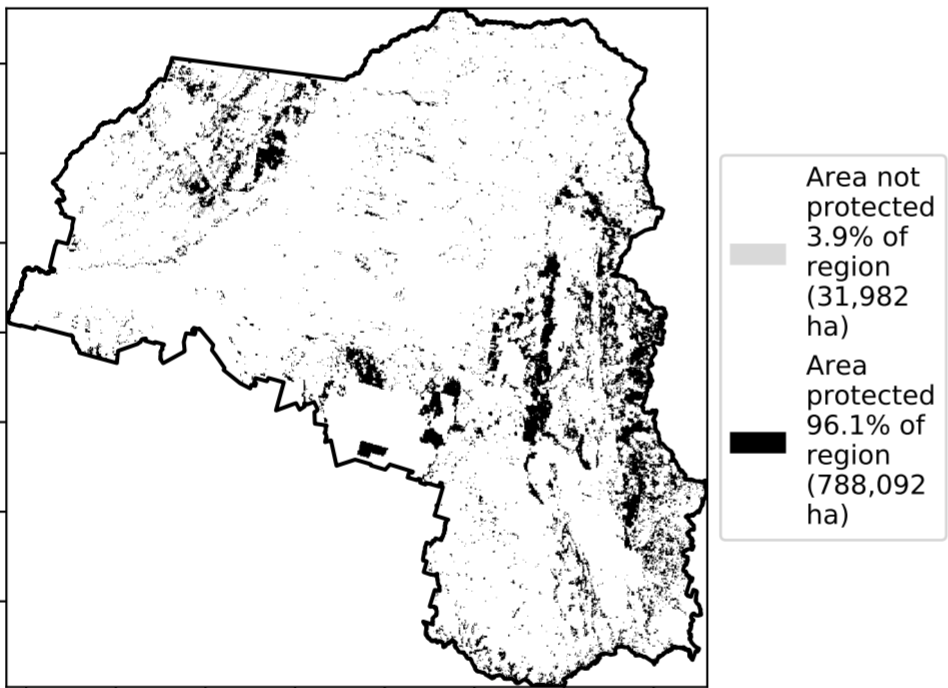 Area not
protected
3.9% of
region
(31,982
ha)
Area
protected
96.1% of
region
(788,092
ha)